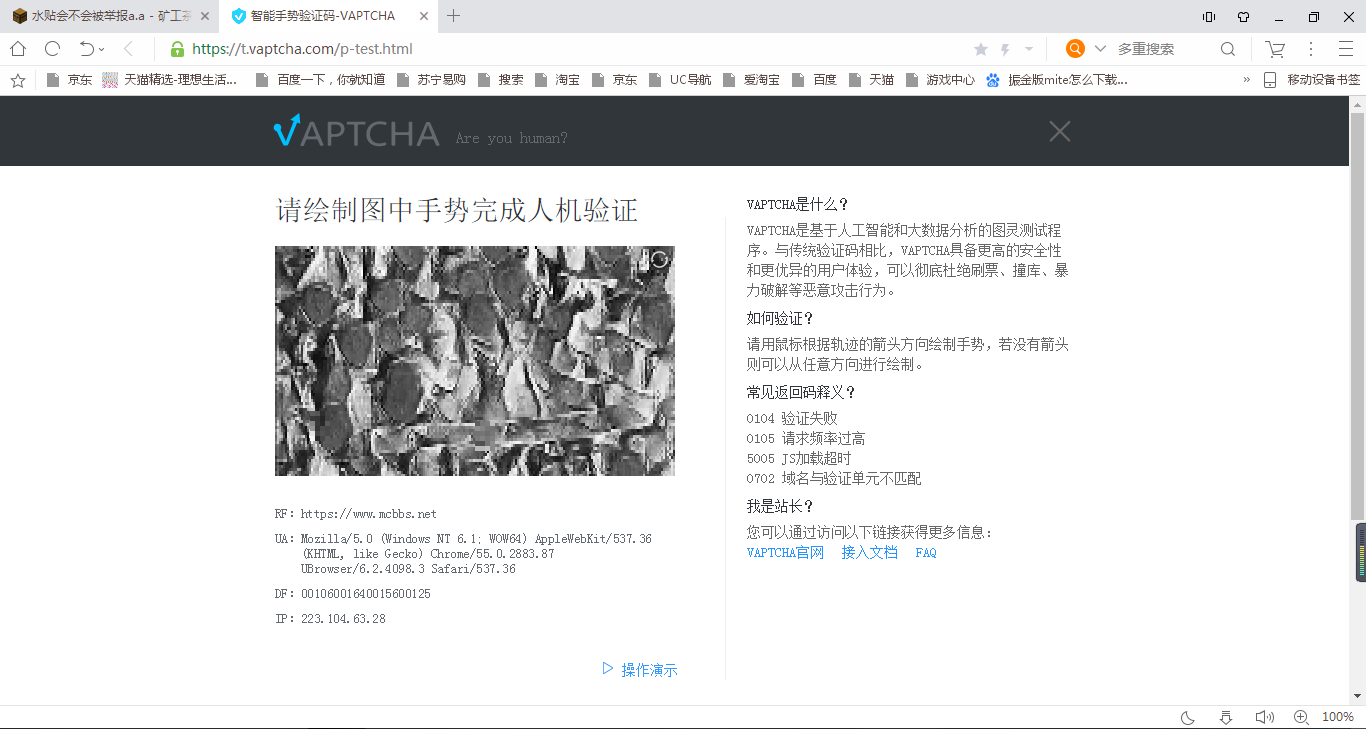 水贴会不会被举报a.a - 矿工茶
智能手势验证码-VAPTCHA
https://t.vaptcha.com/p-test.html
多重搜索
京东
天猫精选-理想生活...
百度一下，你就知道
苏宁易购
搜索
淘宝
京东
UC导航
爱淘宝
百度
天猫
游戏中心
振金版mite怎么下载...
»
移动设备书签
VAPTCHA Are you human?
请绘制图中手势完成人机验证
RF: https://www.mcbbs.net
UA: Mozilla/5.0 (Windows NT 6.1; WOW64) AppleWebKit/537.36
(KHTML, like Gecko) Chrome/55.0.2883.87
UBrowser/6.2.4098.3 Safari/537.36
DF: 00106001640015600125
IP: 223.104.63.28
操作演示
VAPTCHA是什么？
VAPTCHA是基于人工智能和大数据分析的图灵测试程
序。与传统验证码相比，VAPTCHA具备更高的安全性
和更优异的用户体验，可以彻底杜绝刷票、撞库、暴
力破解等恶意攻击行为。
如何验证？
请用鼠标根据轨迹的箭头方向绘制手势，若没有箭头
则可以从任意方向进行绘制。
常见返回码释义？
0104 验证失败
0105 请求频率过高
5005 JS加载超时
0702 域名与验证单元不匹配
我是站长？
您可以通过访问以下链接获得更多信息：
VAPTCHA官网 接入文档 FAQ
100%